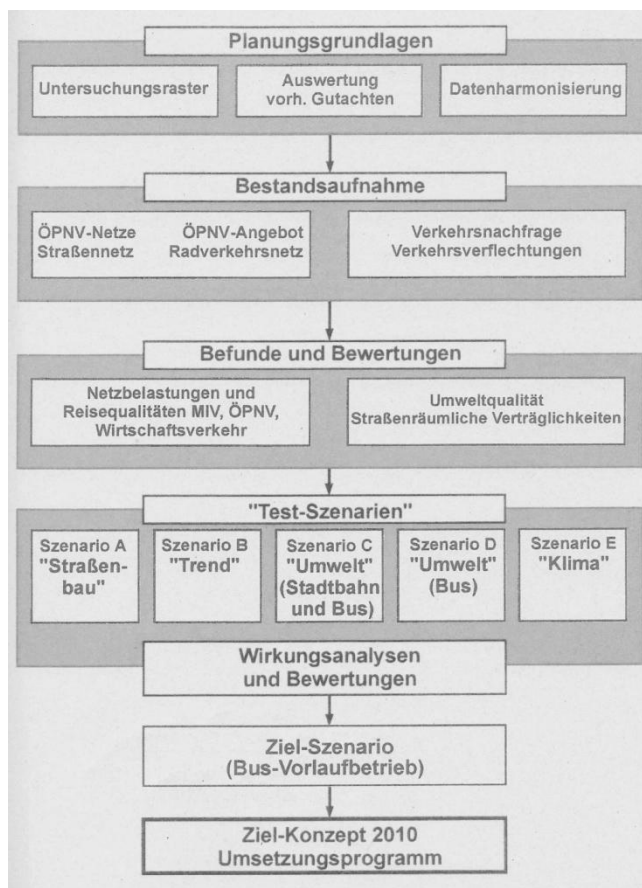 Planungsgrundlagen
Untersuchungsraster
Auswertung
vorh. Gutachten
Datenharmonisierung
Bestandsaufnahme
ÖPNV-Netze ÖPNV-Angebot
Straßennetz Radverkehrsnetz
Verkehrsnachfrage
Verkehrsverflechtungen
Befunde und Bewertungen
Netzbelastungen und
Reisequalitäten MIV, ÖPNV,
Wirtschaftsverkehr
Umweltqualität
Straßenräumliche Verträglichkeiten
"Test-Szenarien"
Szenario A
"Straßen-
bau"
Szenario B
"Trend"
Szenario C
"Umwelt"
(Stadtbahn
und Bus)
Szenario D
"Umwelt"
(Bus)
Szenario E
"Klima"
Wirkungsanalysen
und Bewertungen
Ziel-Szenario
(Bus-Vorlaufbetrieb)
Ziel-Konzept 2010
Umsetzungsprogramm